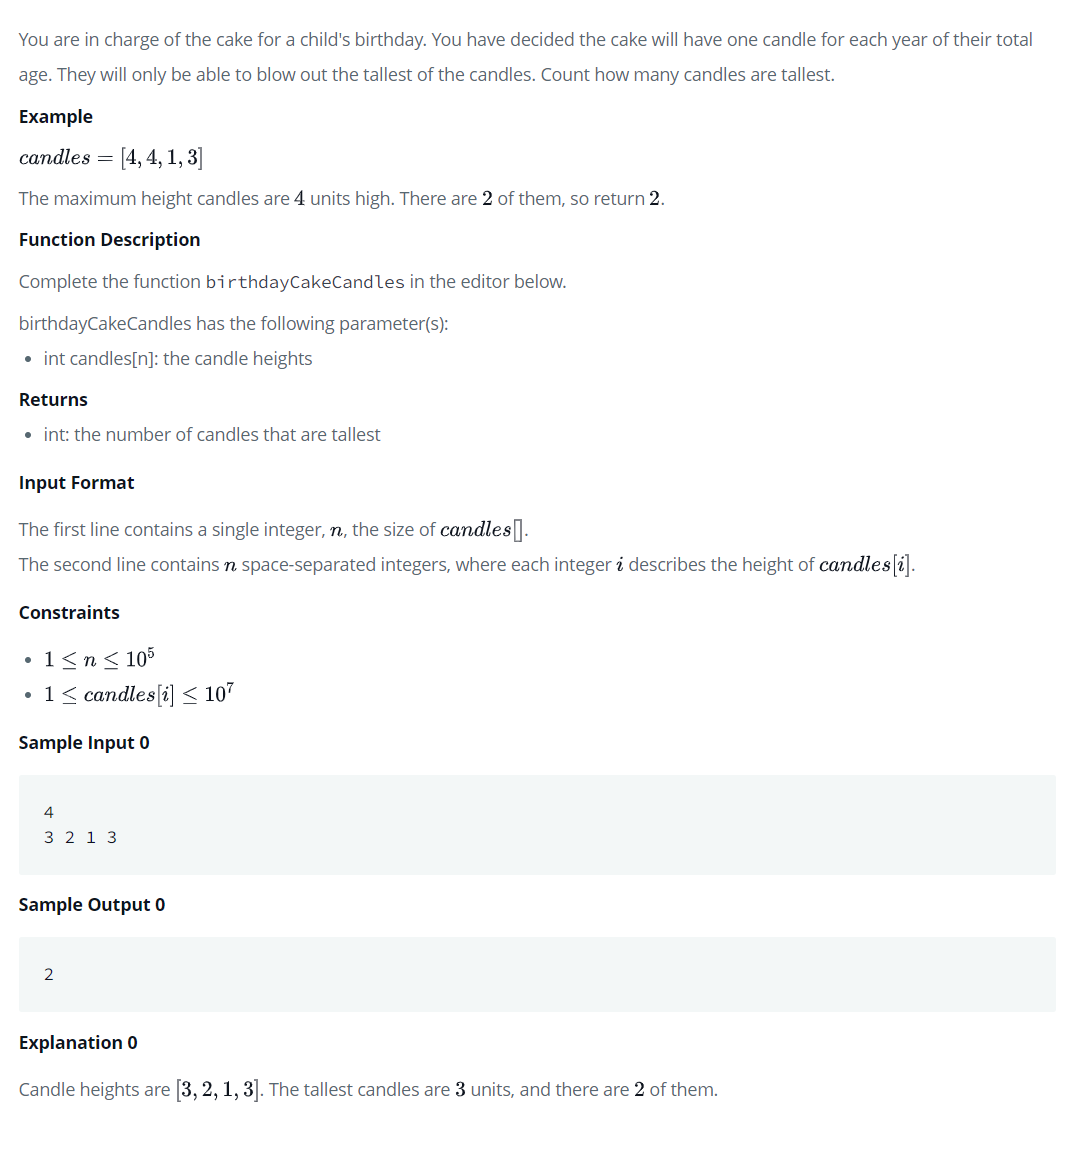 You are in charge of the cake for a child's birthday. You have decided the cake will have one candle for each year of their total
age. They will only be able to blow out the tallest of the candles. Count how many candles are tallest.
Example
candles = [4, 4, 1, 3]
The maximum height candles are 4 units high. There are 2 of them, so return 2.
Function Description
Complete the function birthdayCakeCandles in the editor below.
birthdayCakeCandles has the following parameter(s):
• int candles[n]: the candle heights
Returns
• int: the number of candles that are tallest
Input Format
The first line contains a single integer, n, the size of candles[].
The second line contains n space-separated integers, where each integer i describes the height of candles[i].
Constraints
• 1 ≤ n ≤ 10⁵
• 1 ≤ candles[i] ≤ 10⁷
Sample Input 0
4
3 2 1 3
Sample Output 0
2
Explanation 0
Candle heights are [3, 2, 1, 3]. The tallest candles are 3 units, and there are 2 of them.